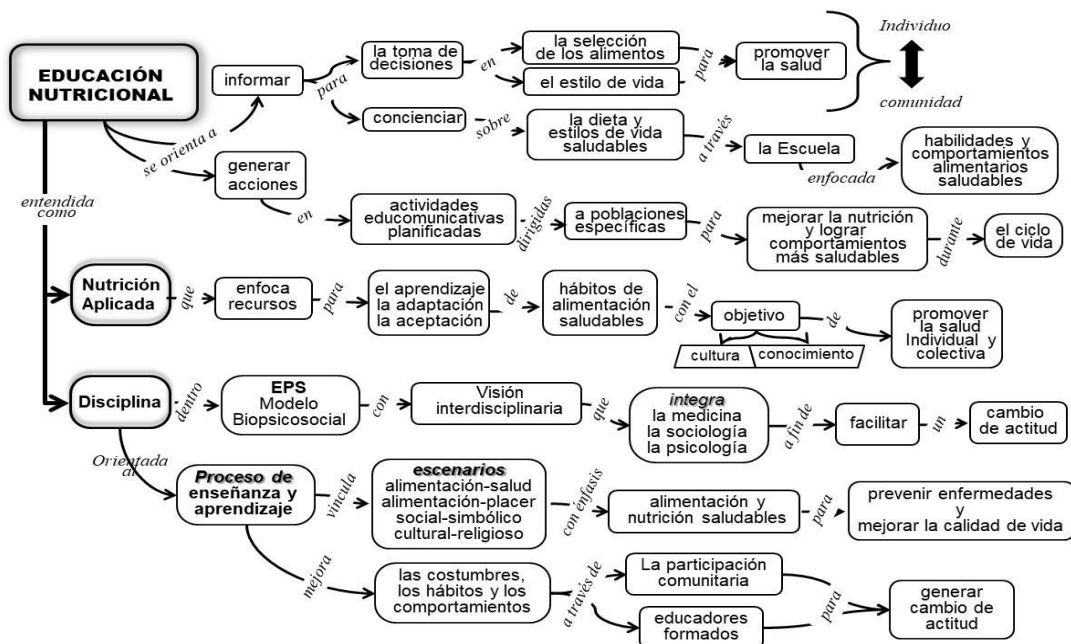 EDUCACIÓN
NUTRICIONAL
se orienta a
informar
para
la toma de
decisiones
en
la selección
de los alimentos
el estilo de vida
para
promover
la salud
Individuo
comunidad
concienciar
sobre
la dieta y
estilos de vida
saludables
a través
la Escuela
enfocada
habilidades y
comportamientos
alimentarios
saludables
generar
acciones
en
actividades
educomunicativas
planificadas
dirigidas
a poblaciones
específicas
para
mejorar la nutrición
y lograr
comportamientos
más saludables
durante
el ciclo
de vida
entendida
como
Nutrición
Aplicada
que
enfoca
recursos
para
el aprendizaje
la adaptación
la aceptación
de
hábitos de
alimentación
saludables
con el
objetivo
cultura
conocimiento
de
promover
la salud
Individual y
colectiva
Disciplina
dentro
EPS
Modelo
Biopsicosocial
con
Visión
interdisciplinaria
que
integra
la medicina
la sociología
la psicología
a fin de
facilitar
un
cambio
de actitud
Orientada
al
Proceso de
enseñanza y
aprendizaje
vincula
escenarios
alimentación-salud
alimentación-placer
social-simbólico
cultural-religioso
con énfasis
alimentación y
nutrición saludables
para
prevenir enfermedades
y
mejorar la calidad de vida
mejora
las costumbres,
los hábitos y los
comportamientos
a través de
La participación
comunitaria
educadores
formados
para
generar
cambio de
actitud